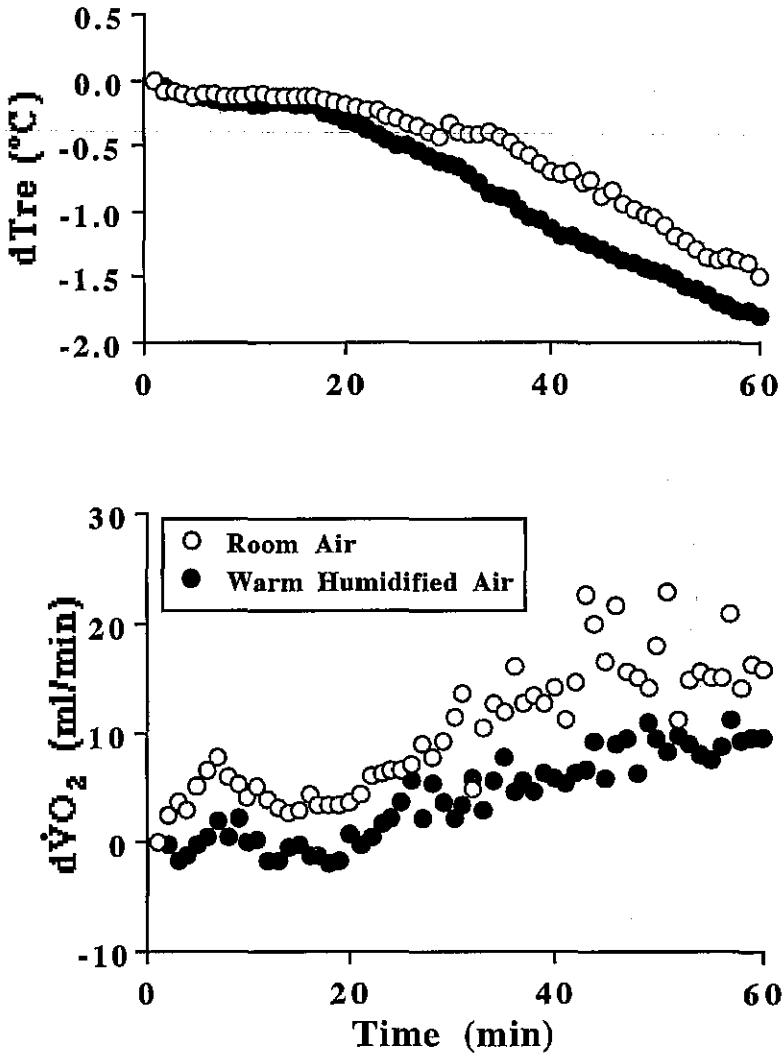 0.5
0.0
-0.5
-1.0
-1.5
-2.0
dTre (°C)
0 20 40 60
30
20
10
0
-10
dV̇O₂ (ml/min)
Room Air
Warm Humidified Air
0 20 40 60
Time (min)